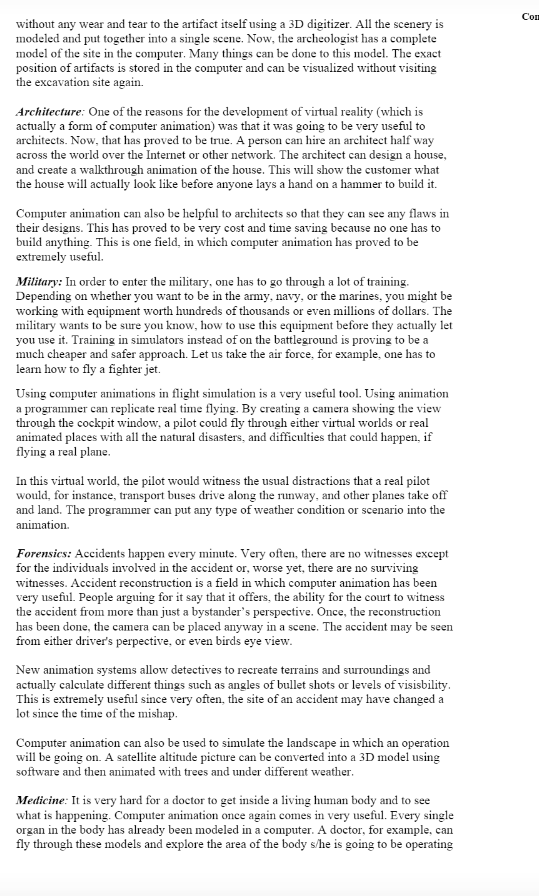 Con
without any wear and tear to the artifact itself using a 3D digitizer. All the scenery is
modeled and put together into a single scene. Now, the archeologist has a complete
model of the site in the computer. Many things can be done to this model. The exact
position of artifacts is stored in the computer and can be visualized without visiting
the excavation site again.
Architecture: One of the reasons for the development of virtual reality (which is
actually a form of computer animation) was that it was going to be very useful to
architects. Now, that has proved to be true. A person can hire an architect half way
across the world over the Internet or other network. The architect can design a house,
and create a walkthrough animation of the house. This will show the customer what
the house will actually look like before anyone lays a hand on a hammer to build it.
Computer animation can also be helpful to architects so that they can see any flaws in
their designs. This has proved to be very cost and time saving because no one has to
build anything. This is one field, in which computer animation has proved to be
extremely useful.
Military: In order to enter the military, one has to go through a lot of training.
Depending on whether you want to be in the army, navy, or the marines, you might be
working with equipment worth hundreds of thousands or even millions of dollars. The
military wants to be sure you know, how to use this equipment before they actually let
you use it. Training in simulators instead of on the battleground is proving to be a
much cheaper and safer approach. Let us take the air force, for example, one has to
learn how to fly a fighter jet.
Using computer animations in flight simulation is a very useful tool. Using animation
a programmer can replicate real time flying. By creating a camera showing the view
through the cockpit window, a pilot could fly through either virtual worlds or real
animated places with all the natural disasters, and difficulties that could happen, if
flying a real plane.
In this virtual world, the pilot would witness the usual distractions that a real pilot
would, for instance, transport buses drive along the runway, and other planes take off
and land. The programmer can put any type of weather condition or scenario into the
animation.
Forensics: Accidents happen every minute. Very often, there are no witnesses except
for the individuals involved in the accident or, worse yet, there are no surviving
witnesses. Accident reconstruction is a field in which computer animation has been
very useful. People arguing for it say that it offers, the ability for the court to witness
the accident from more than just a bystander's perspective. Once, the reconstruction
has been done, the camera can be placed anyway in a scene. The accident may be seen
from either driver's perpective, or even birds eye view.
New animation systems allow detectives to recreate terrains and surroundings and
actually calculate different things such as angles of bullet shots or levels of visisbility.
This is extremely useful since very often, the site of an accident may have changed a
lot since the time of the mishap.
Computer animation can also be used to simulate the landscape in which an operation
will be going on. A satellite altitude picture can be converted into a 3D model using
software and then animated with trees and under different weather.
Medicine: It is very hard for a doctor to get inside a living human body and to see
what is happening. Computer animation once again comes in very useful. Every single
organ in the body has already been modeled in a computer. A doctor, for example, can
fly through these models and explore the area of the body s/he is going to be operating